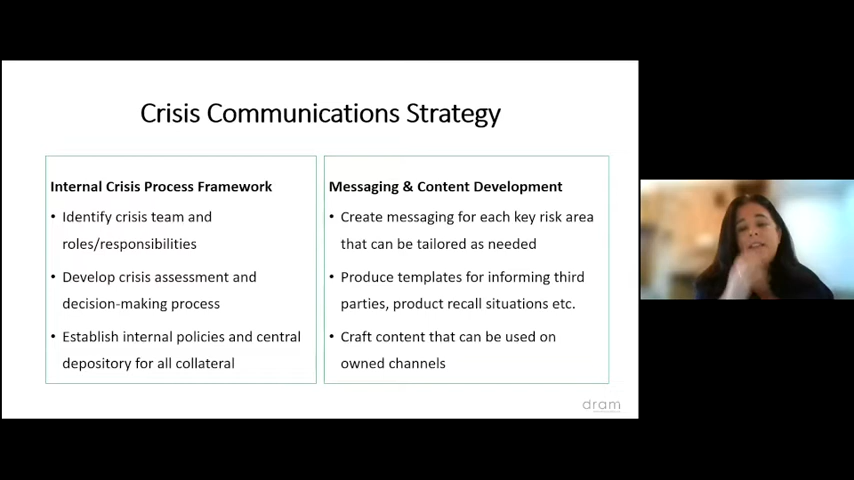 Crisis Communications Strategy
Internal Crisis Process Framework
• Identify crisis team and
roles/responsibilities
• Develop crisis assessment and
decision-making process
• Establish internal policies and central
depository for all collateral
Messaging & Content Development
• Create messaging for each key risk area
that can be tailored as needed
• Produce templates for informing third
parties, product recall situations etc.
• Craft content that can be used on
owned channels
dram